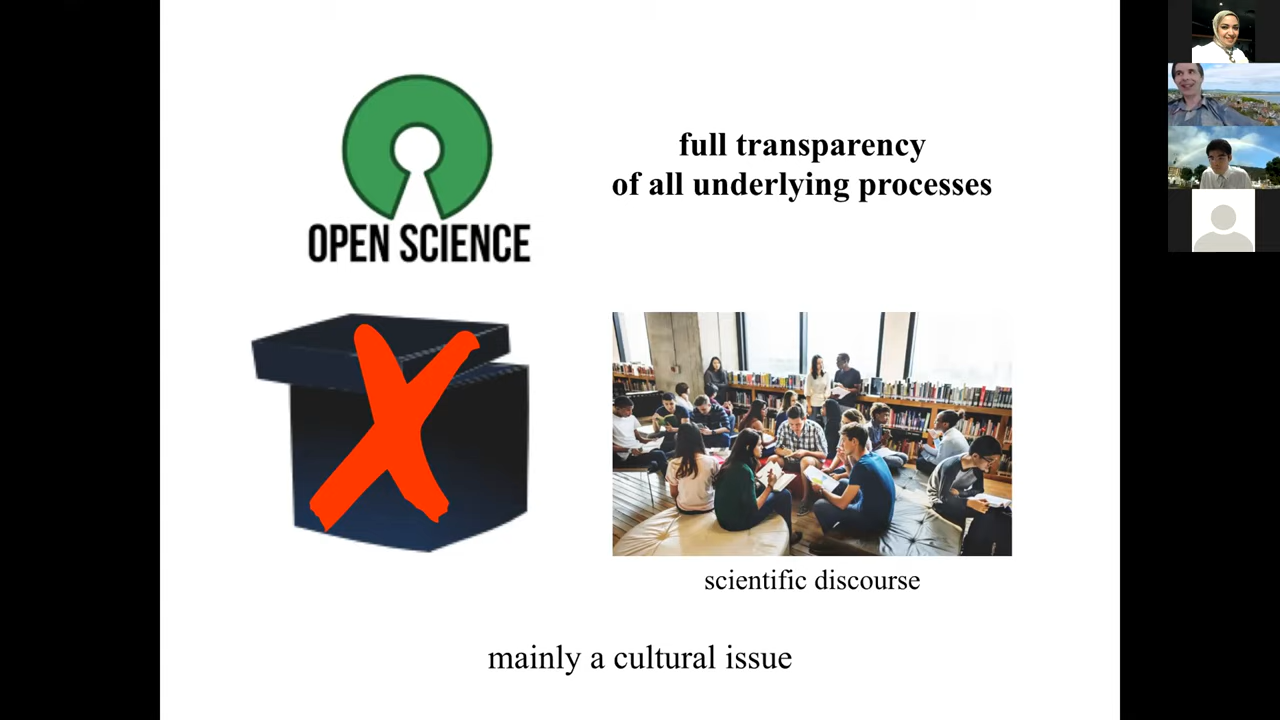 full transparency
of all underlying processes
OPEN SCIENCE
scientific discourse
mainly a cultural issue